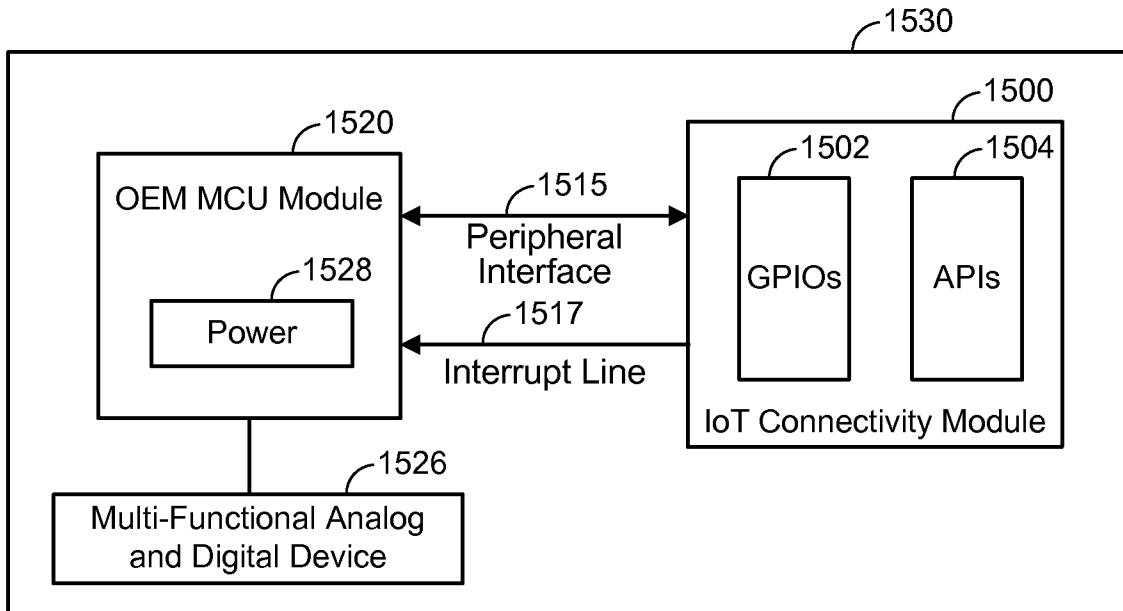 1530
1520
OEM MCU Module
1528
Power
1515
Peripheral
Interface
1517
Interrupt Line
1500
1502
GPIOs
1504
APIs
IoT Connectivity Module
1526
Multi-Functional Analog
and Digital Device